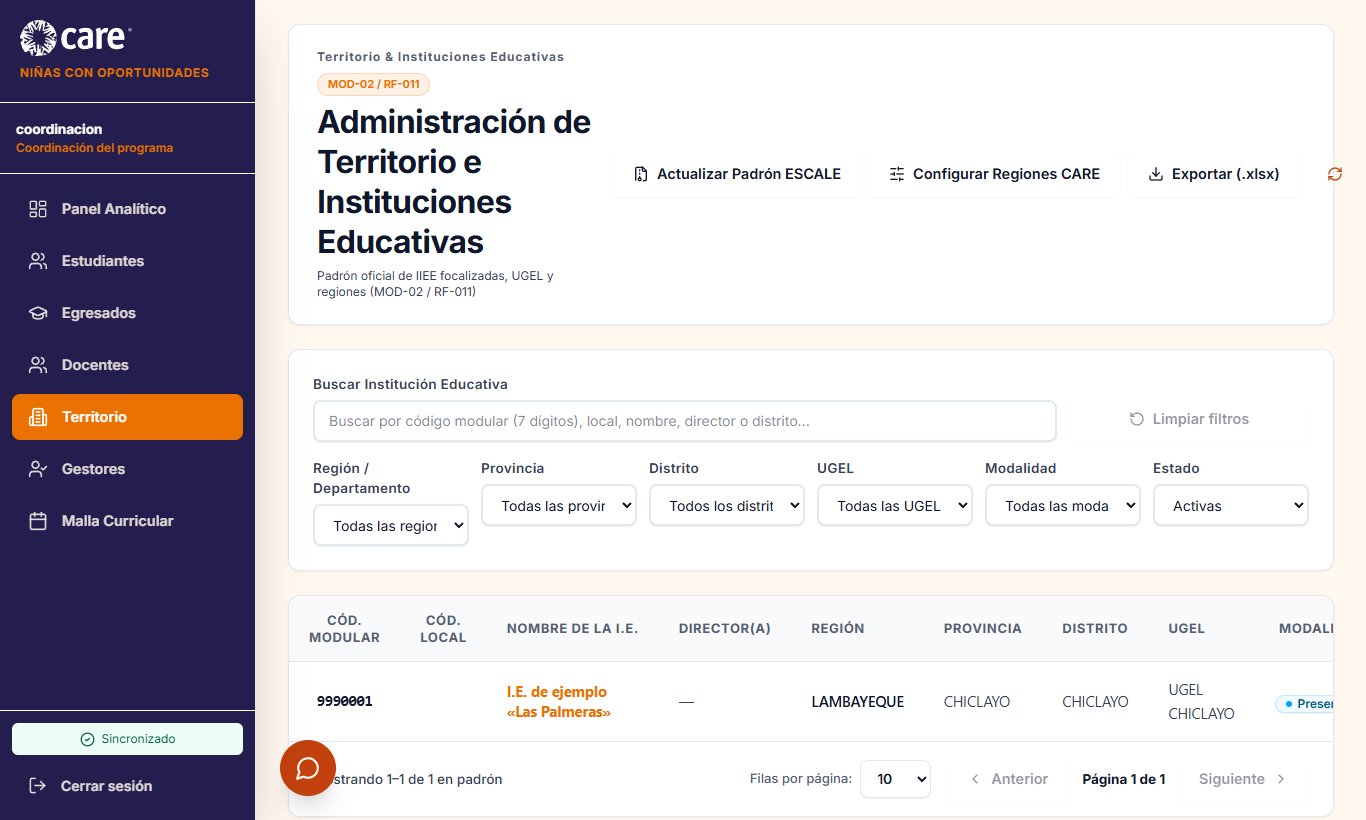 care
NIÑAS CON OPORTUNIDADES
coordinacion
Coordinación del programa
Panel Analítico
Estudiantes
Egresados
Docentes
Territorio
Gestores
Malla Curricular
Sincronizado
Cerrar sesión
Territorio & Instituciones Educativas
MOD-02 / RF-011
Administración de
Territorio e
Instituciones
Educativas
Padrón oficial de IIEE focalizadas, UGEL y
regiones (MOD-02 / RF-011)
Actualizar Padrón ESCALE
Configurar Regiones CARE
Exportar (.xlsx)
Buscar Institución Educativa
Buscar por código modular (7 dígitos), local, nombre, director o distrito...
Limpiar filtros
Región /
Departamento
Provincia
Distrito
UGEL
Modalidad
Estado
Todas las region
Todas las provin
Todos los distrit
Todas las UGEL
Todas las moda
Activas
CÓD.
MODULAR
CÓD.
LOCAL
NOMBRE DE LA I.E.
DIRECTOR(A)
REGIÓN
PROVINCIA
DISTRITO
UGEL
MODALI
9990001
I.E. de ejemplo
«Las Palmeras»
—
LAMBAYEQUE
CHICLAYO
CHICLAYO
UGEL
CHICLAYO
Presen
strando 1–1 de 1 en padrón
Filas por página:
10
Anterior
Página 1 de 1
Siguiente